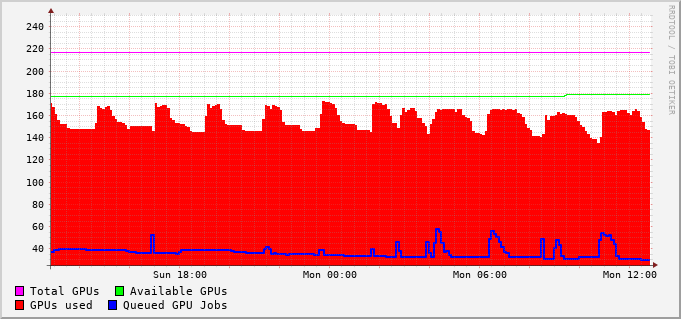 240
220
200
180
160
140
120
100
80
60
40
Sun 18:00 Mon 00:00 Mon 06:00 Mon 12:00
Total GPUs Available GPUs
GPUs used Queued GPU Jobs
RRDTOOL / TOBI OETIKER